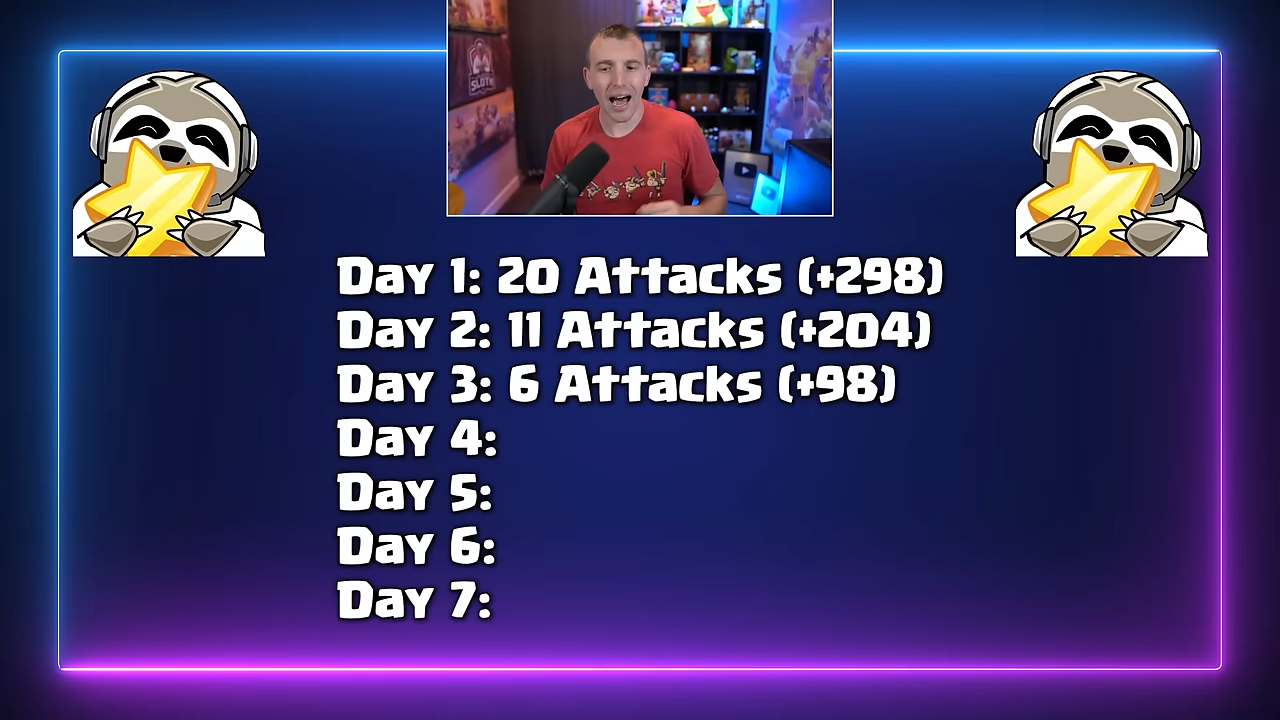 SLOTH
Day 1: 20 Attacks (+298)
Day 2: 11 Attacks (+204)
Day 3: 6 Attacks (+98)
Day 4:
Day 5:
Day 6:
Day 7: